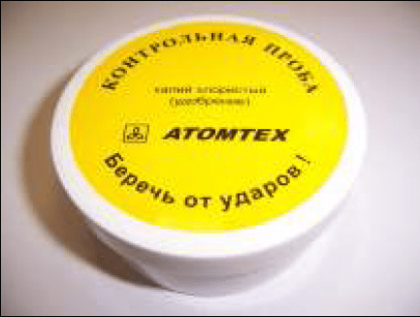 КОНТРОЛЬНАЯ ПРОБА
калий хлористый
(удобрение)
ATOMTEX
Беречь от ударов!